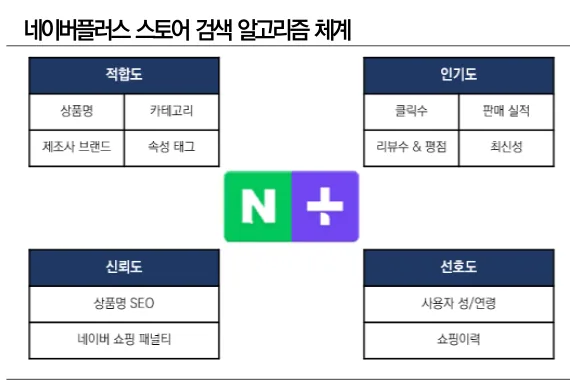 네이버플러스 스토어 검색 알고리즘 체계
적합도
상품명 카테고리
제조사 브랜드 속성 태그
인기도
클릭수 판매 실적
리뷰수 & 평점 최신성
N+
신뢰도
상품명 SEO
네이버 쇼핑 패널티
선호도
사용자 성/연령
쇼핑이력